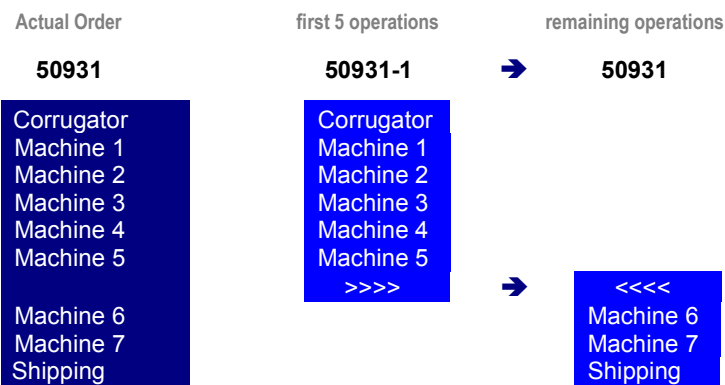 Actual Order first 5 operations remaining operations
50931 50931-1 ➔ 50931
Corrugator Corrugator
Machine 1 Machine 1
Machine 2 Machine 2
Machine 3 Machine 3
Machine 4 Machine 4
Machine 5 Machine 5
>>>> ➔ <<<<
Machine 6 Machine 6
Machine 7 Machine 7
Shipping Shipping